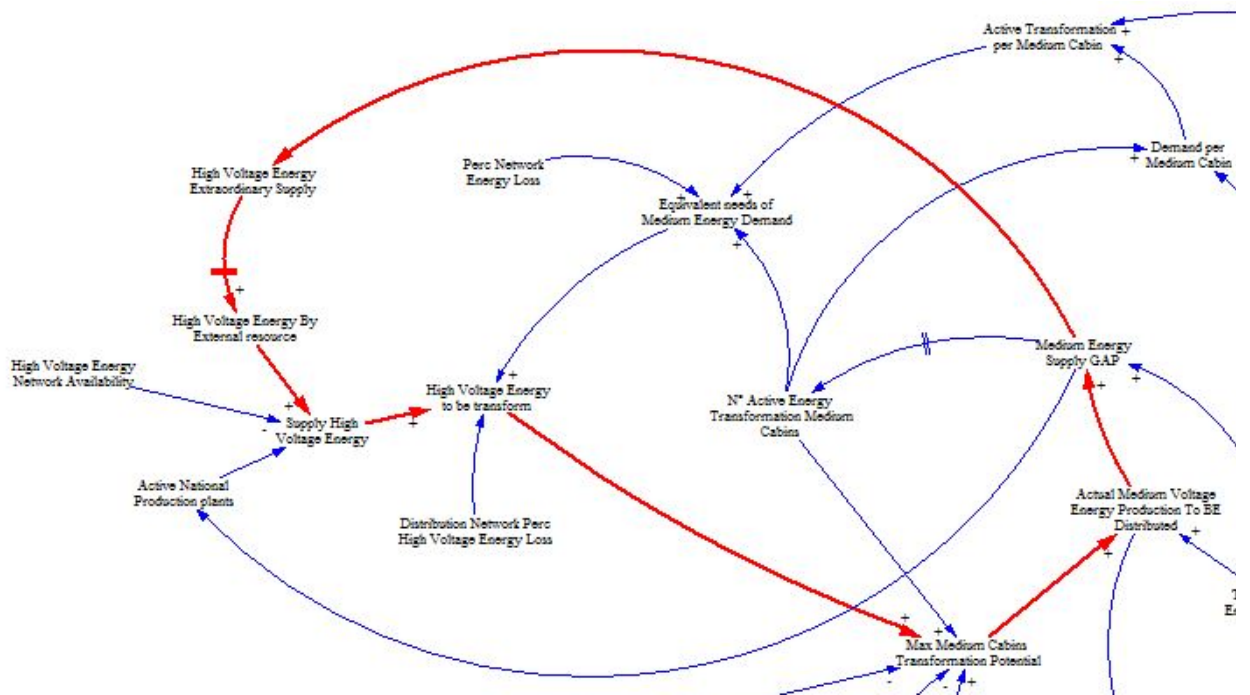 Active Transformation
per Medium Cabin
+
+
Demand per
Medium Cabin
+
High Voltage Energy
Extraordinary Supply
Perc Network
Energy Loss
+
+
Equivalent needs of
Medium Energy Demand
+
+
High Voltage Energy By
External resource
High Voltage Energy
Network Availability
Medium Energy
Supply GAP
+
+
+
High Voltage Energy
to be transform
N° Active Energy
Transformation Medium
Cabins
+
-
Supply High
Voltage Energy
+
Active National
Production plants
Actual Medium Voltage
Energy Production To BE
Distributed
+
+
Distribution Network Perc
High Voltage Energy Loss
+
+
Max Medium Cabins
Transformation Potential
-
-
+